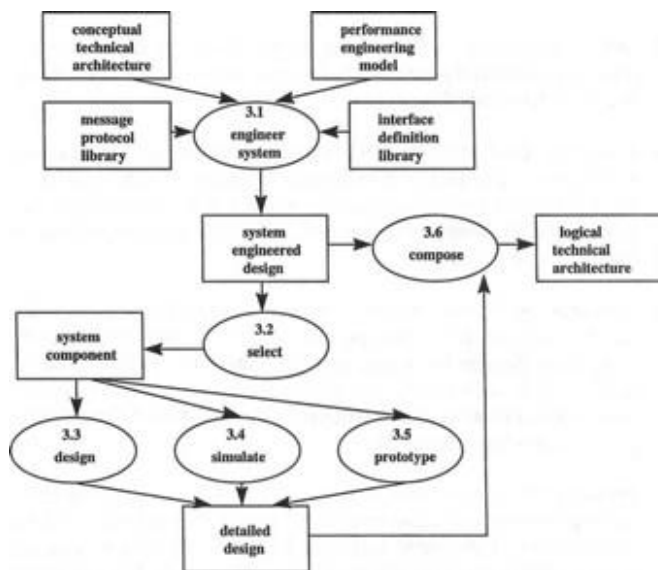 conceptual
technical
architecture
performance
engineering
model
message
protocol
library
3.1
engineer
system
interface
definition
library
system
engineered
design
3.6
compose
logical
technical
architecture
system
component
3.2
select
3.3
design
3.4
simulate
3.5
prototype
detailed
design